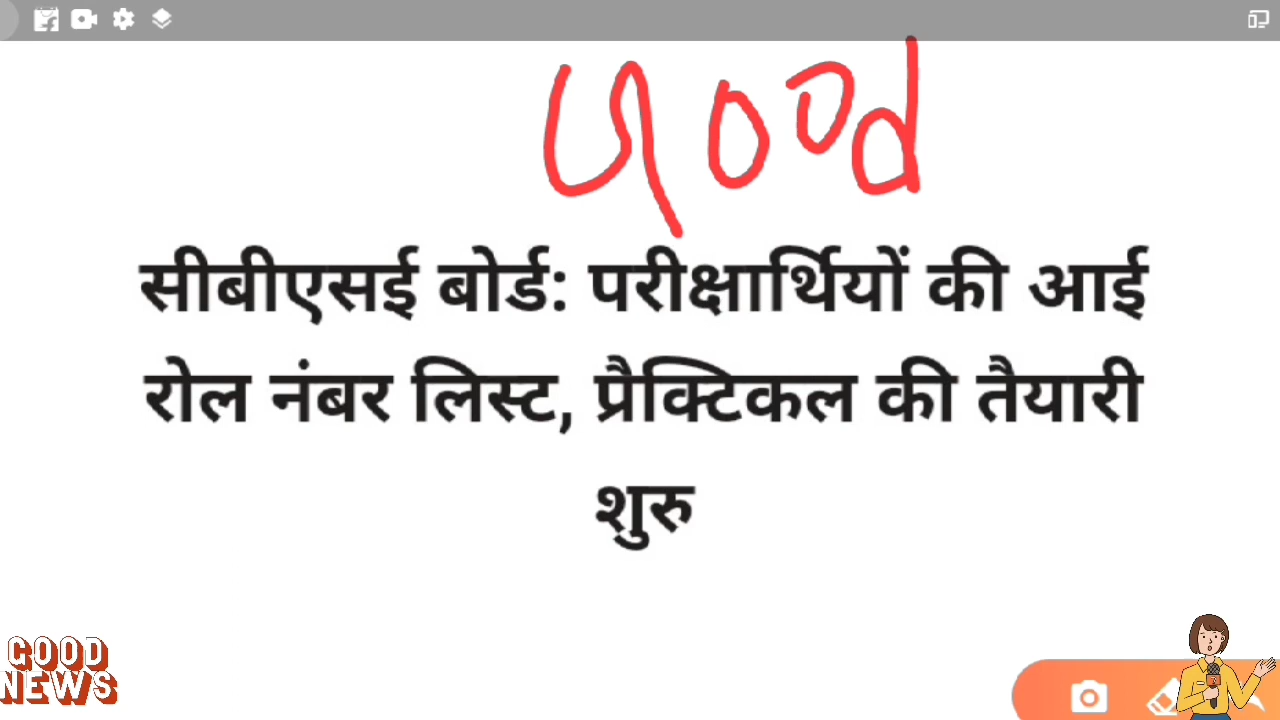 good
सीबीएसई बोर्ड: परीक्षार्थियों की आई
रोल नंबर लिस्ट, प्रैक्टिकल की तैयारी
शुरु
GOOD
NEWS